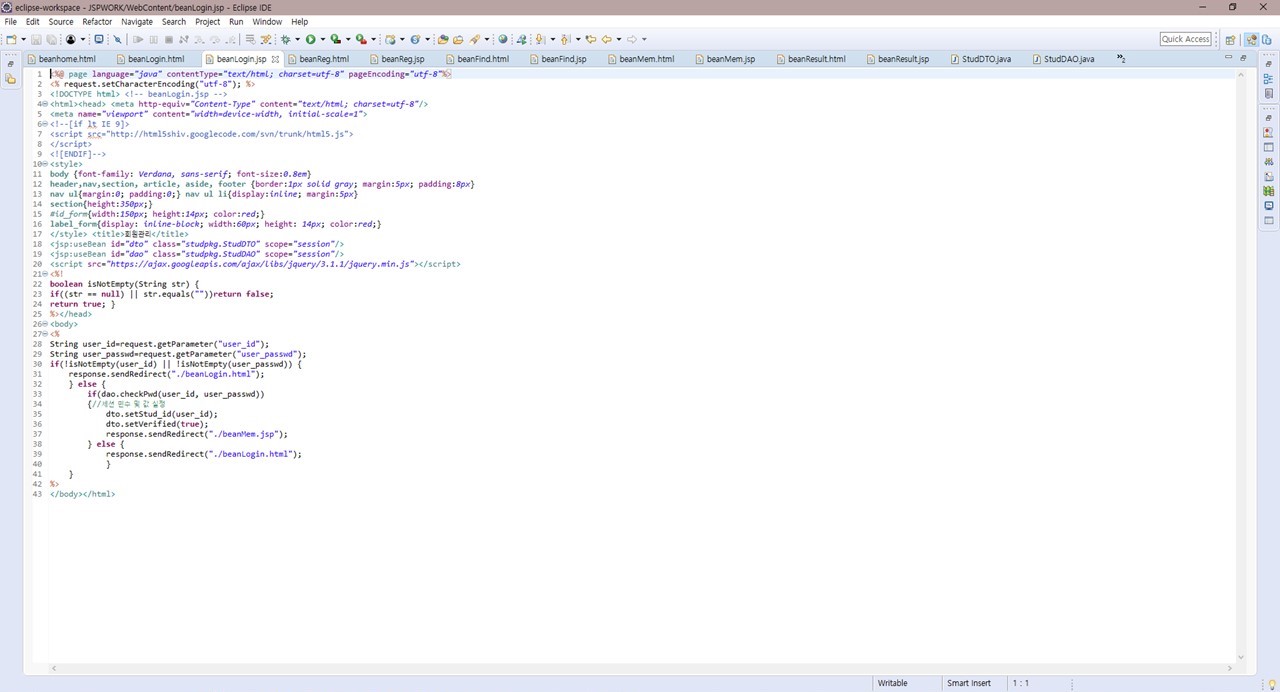 eclipse-workspace - JSPWORK/WebContent/beanLogin.jsp - Eclipse IDE
File Edit Source Refactor Navigate Search Project Run Window Help
Quick Access
beanhome.html beanLogin.html beanLogin.jsp beanReg.html beanReg.jsp beanFind.html beanFind.jsp beanMem.html beanMem.jsp beanResult.html beanResult.jsp StudDTO.java StudDAO.java »2
1 <%@ page language="java" contentType="text/html; charset=utf-8" pageEncoding="utf-8"%>
2 <% request.setCharacterEncoding("utf-8"); %>
3 <!DOCTYPE html> <!-- beanLogin.jsp -->
4 <html><head> <meta http-equiv="Content-Type" content="text/html; charset=utf-8"/>
5 <meta name="viewport" content="width=device-width, initial-scale=1">
6 <!--[if lt IE 9]>
7 <script src="http://html5shiv.googlecode.com/svn/trunk/html5.js">
8 </script>
9 <![ENDIF]-->
10 <style>
11 body {font-family: Verdana, sans-serif; font-size:0.8em}
12 header,nav,section, article, aside, footer {border:1px solid gray; margin:5px; padding:8px}
13 nav ul{margin:0; padding:0;} nav ul li{display:inline; margin:5px}
14 section{height:350px;}
15 #id_form{width:150px; height:14px; color:red;}
16 label_form{display: inline-block; width:60px; height: 14px; color:red;}
17 </style> <title>회원관리</title>
18 <jsp:useBean id="dto" class="studpkg.StudDTO" scope="session"/>
19 <jsp:useBean id="dao" class="studpkg.StudDAO" scope="session"/>
20 <script src="https://ajax.googleapis.com/ajax/libs/jquery/3.1.1/jquery.min.js"></script>
21 <%!
22 boolean isNotEmpty(String str) {
23 if((str == null) || str.equals(""))return false;
24 return true; }
25 %></head>
26 <body>
27 <%
28 String user_id=request.getParameter("user_id");
29 String user_passwd=request.getParameter("user_passwd");
30 if(!isNotEmpty(user_id) || !isNotEmpty(user_passwd)) {
31 response.sendRedirect("./beanLogin.html");
32 } else {
33 if(dao.checkPwd(user_id, user_passwd))
34 {//세션 변수 및 값 설정
35 dto.setStud_id(user_id);
36 dto.setVerified(true);
37 response.sendRedirect("./beanMem.jsp");
38 } else {
39 response.sendRedirect("./beanLogin.html");
40 }
41 }
42 %>
43 </body></html>
Writable Smart Insert 1 : 1